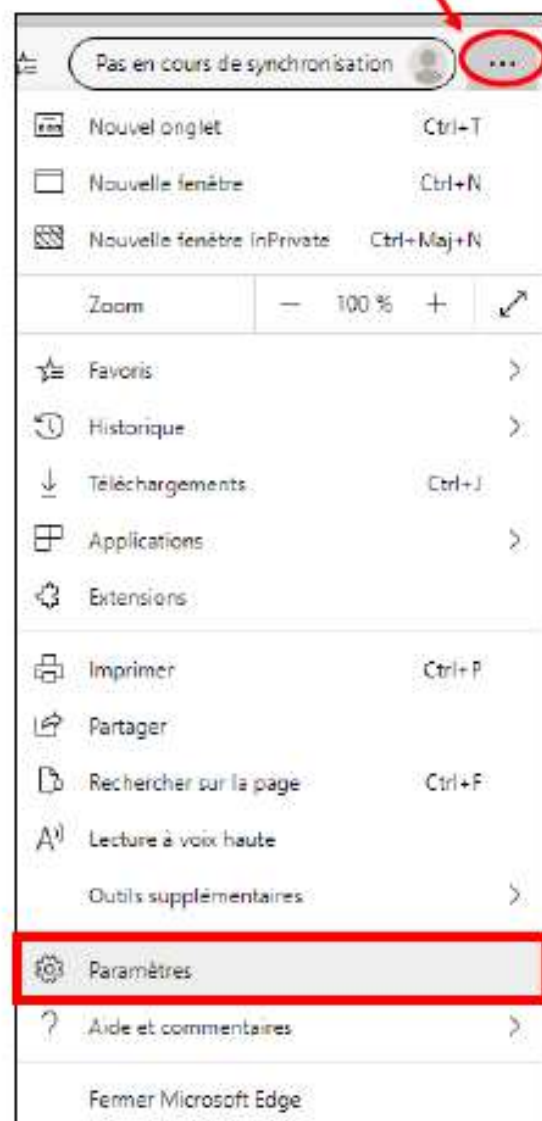 Pas en cours de synchronisation ...
Nouvel onglet Ctrl+T
Nouvelle fenêtre Ctrl+N
Nouvelle fenêtre InPrivate Ctrl+Maj+N
Zoom — 100 % +
Favoris
Historique
Téléchargements Ctrl+J
Applications
Extensions
Imprimer Ctrl+P
Partager
Rechercher sur la page Ctrl+F
Lecture à voix haute
Outils supplémentaires
Paramètres
Aide et commentaires
Fermer Microsoft Edge